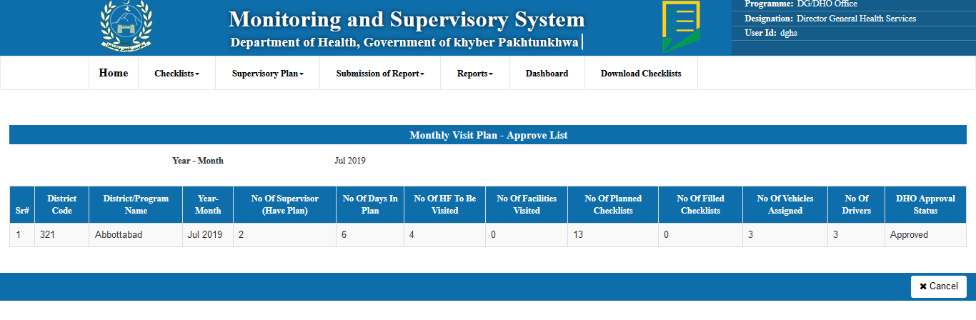 Programme: DG/DHO Office
Monitoring and Supervisory System
Designation: Director General Health Services
Department of Health, Government of khyber Pakhtunkhwa
User Id: dghs
Home Checklists Supervisory Plan Submission of Report Reports Dashboard Download Checklists
Monthly Visit Plan - Approve List
Year - Month Jul 2019
Sr# District Code District/Program Name Year-Month No Of Supervisor (Have Plan) No Of Days In Plan No Of HF To Be Visited No Of Facilities Visited No Of Planned Checklists No Of Filled Checklists No Of Vehicles Assigned No Of Drivers DHO Approval Status
1 321 Abbottabad Jul 2019 2 6 4 0 13 0 3 3 Approved
✖ Cancel